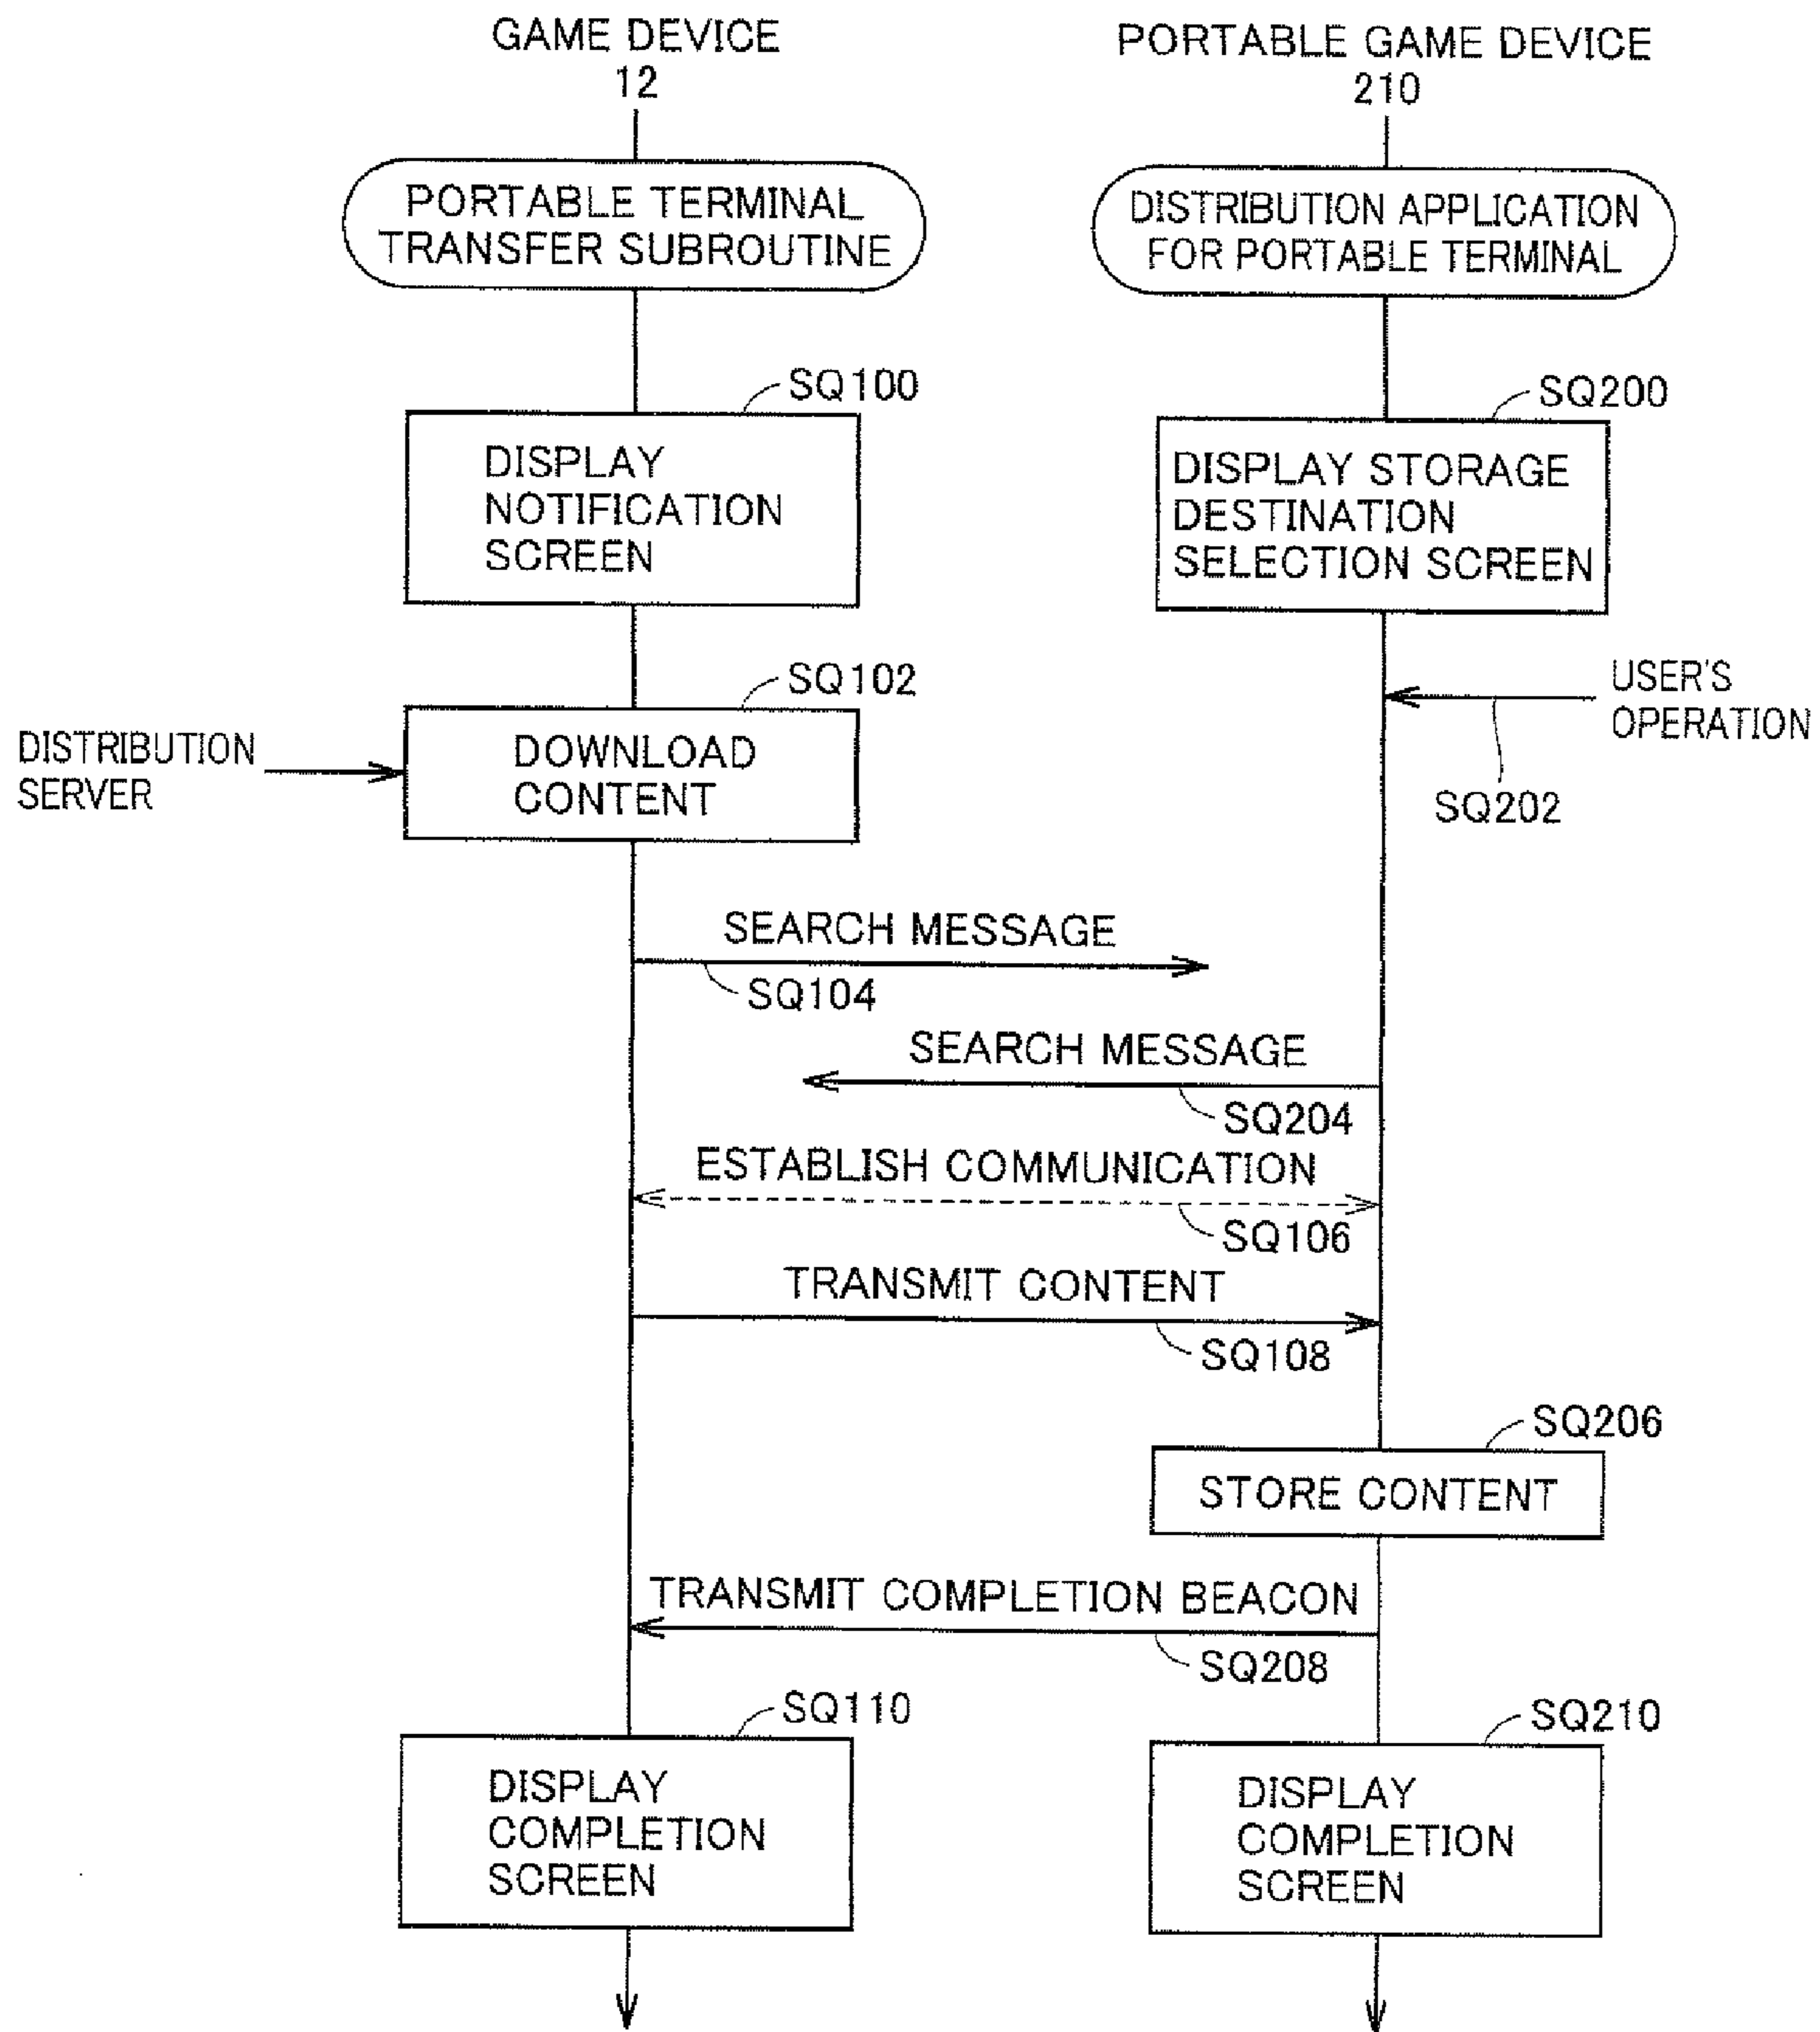 GAME DEVICE
12
PORTABLE GAME DEVICE
210
PORTABLE TERMINAL
TRANSFER SUBROUTINE
DISTRIBUTION APPLICATION
FOR PORTABLE TERMINAL
SQ100
DISPLAY
NOTIFICATION
SCREEN
SQ200
DISPLAY STORAGE
DESTINATION
SELECTION SCREEN
SQ102
DISTRIBUTION
SERVER
DOWNLOAD
CONTENT
USER'S
OPERATION
SQ202
SEARCH MESSAGE
SQ104
SEARCH MESSAGE
SQ204
ESTABLISH COMMUNICATION
SQ106
TRANSMIT CONTENT
SQ108
SQ206
STORE CONTENT
TRANSMIT COMPLETION BEACON
SQ208
SQ110
DISPLAY
COMPLETION
SCREEN
SQ210
DISPLAY
COMPLETION
SCREEN